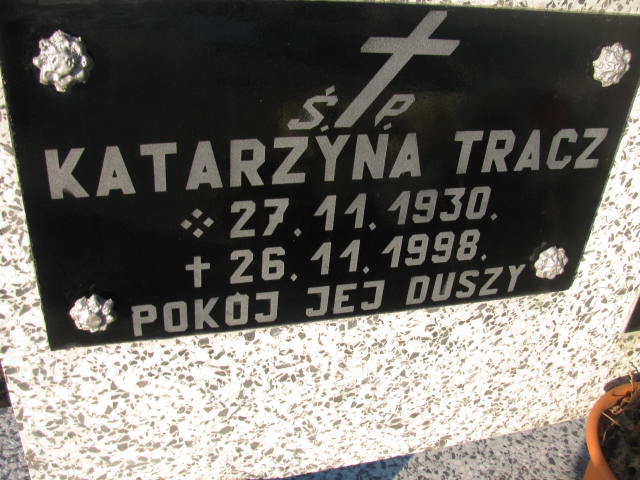 Ś. P.
KATARZYNA TRACZ
27.11.1930.
✝ 26.11.1998.
POKÓJ JEJ DUSZY